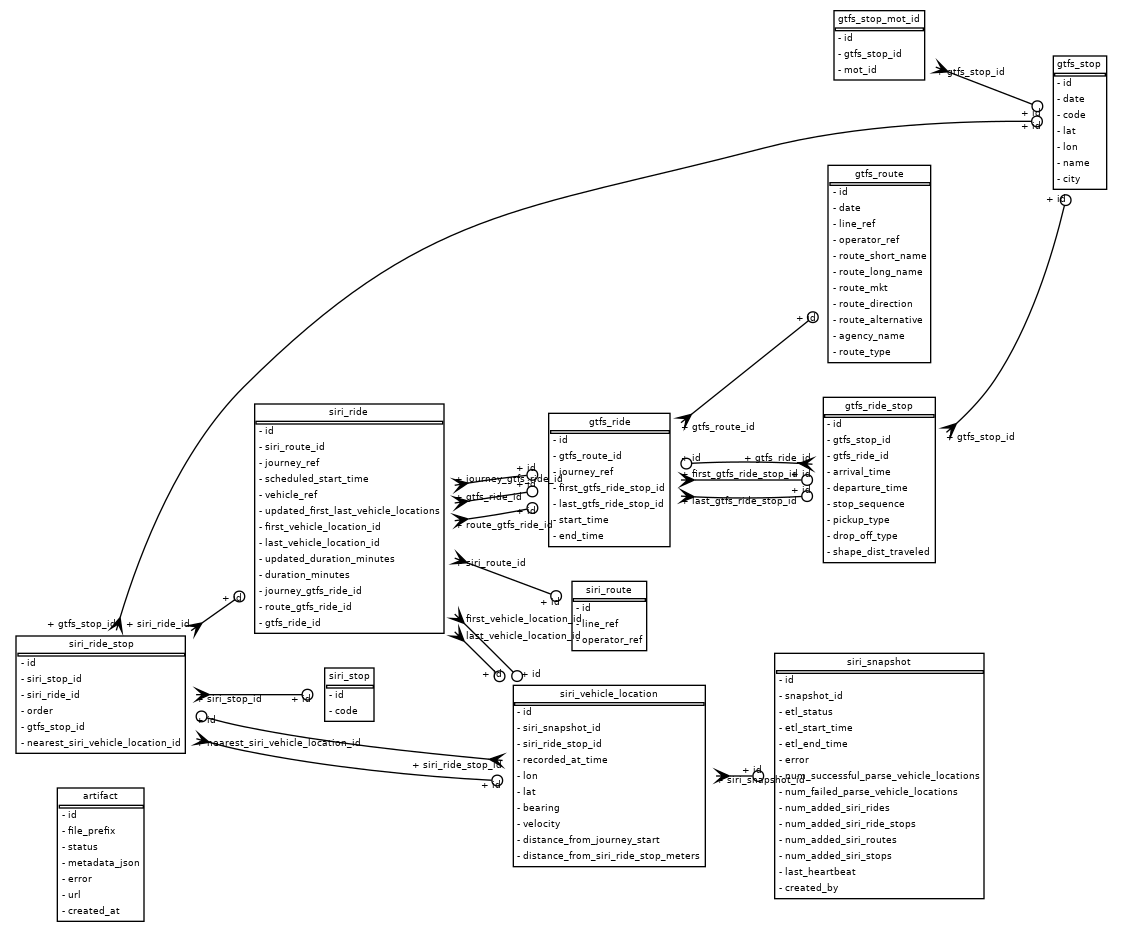 gtfs_stop_mot_id
- id
- gtfs_stop_id
- mot_id
+ gtfs_stop_id
gtfs_stop
- id
- date
- code
- lat
- lon
- name
- city
+ id
+ id
+ id
gtfs_route
- id
- date
- line_ref
- operator_ref
- route_short_name
- route_long_name
- route_mkt
- route_direction
- route_alternative
- agency_name
- route_type
+ id
siri_ride
- id
- siri_route_id
- journey_ref
- scheduled_start_time
- vehicle_ref
- updated_first_last_vehicle_locations
- first_vehicle_location_id
- last_vehicle_location_id
- updated_duration_minutes
- duration_minutes
- journey_gtfs_ride_id
- route_gtfs_ride_id
- gtfs_ride_id
+ id
+ journey_gtfs_ride_id
+ id
+ gtfs_ride_id
+ id
+ route_gtfs_ride_id
gtfs_ride
- id
- gtfs_route_id
- journey_ref
- first_gtfs_ride_stop_id
- last_gtfs_ride_stop_id
- start_time
- end_time
+ gtfs_route_id
+ id
+ gtfs_ride_id
+ first_gtfs_ride_stop_id
+ id
+ id
+ last_gtfs_ride_stop_id
gtfs_ride_stop
- id
- gtfs_stop_id
- gtfs_ride_id
- arrival_time
- departure_time
- stop_sequence
- pickup_type
- drop_off_type
- shape_dist_traveled
+ gtfs_stop_id
+ siri_route_id
+ id
siri_route
- id
- line_ref
- operator_ref
+ id
+ first_vehicle_location_id
+ last_vehicle_location_id
+ id
+ id
+ gtfs_stop_id
+ siri_ride_id
siri_ride_stop
- id
- siri_stop_id
- siri_ride_id
- order
- gtfs_stop_id
- nearest_siri_vehicle_location_id
+ siri_stop_id
+ id
siri_stop
- id
- code
+ id
+ nearest_siri_vehicle_location_id
+ siri_ride_stop_id
+ id
siri_vehicle_location
- id
- siri_snapshot_id
- siri_ride_stop_id
- recorded_at_time
- lon
- lat
- bearing
- velocity
- distance_from_journey_start
- distance_from_siri_ride_stop_meters
+ id
+ siri_snapshot_id
siri_snapshot
- id
- snapshot_id
- etl_status
- etl_start_time
- etl_end_time
- error
- num_successful_parse_vehicle_locations
- num_failed_parse_vehicle_locations
- num_added_siri_rides
- num_added_siri_ride_stops
- num_added_siri_routes
- num_added_siri_stops
- last_heartbeat
- created_by
artifact
- id
- file_prefix
- status
- metadata_json
- error
- url
- created_at